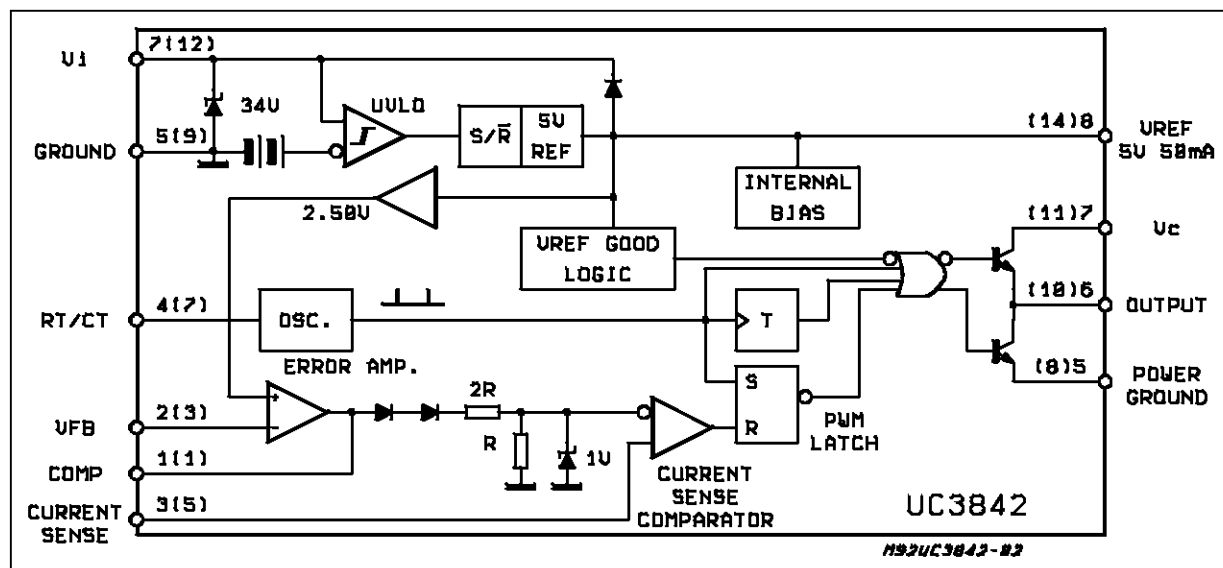 7(12)
Vi
34V
UVLO
S/R̅
5V
REF
(14)8
VREF
5V 50mA
5(9)
GROUND
INTERNAL
BIAS
2.50V
VREF GOOD
LOGIC
(11)7
Vc
4(7)
RT/CT
OSC.
T
(10)6
OUTPUT
ERROR AMP.
+
-
2(3)
VFB
2R
R
1V
S
R
PWM
LATCH
(8)5
POWER
GROUND
1(1)
COMP
3(5)
CURRENT
SENSE
CURRENT
SENSE
COMPARATOR
UC3842
M92UC3842-02